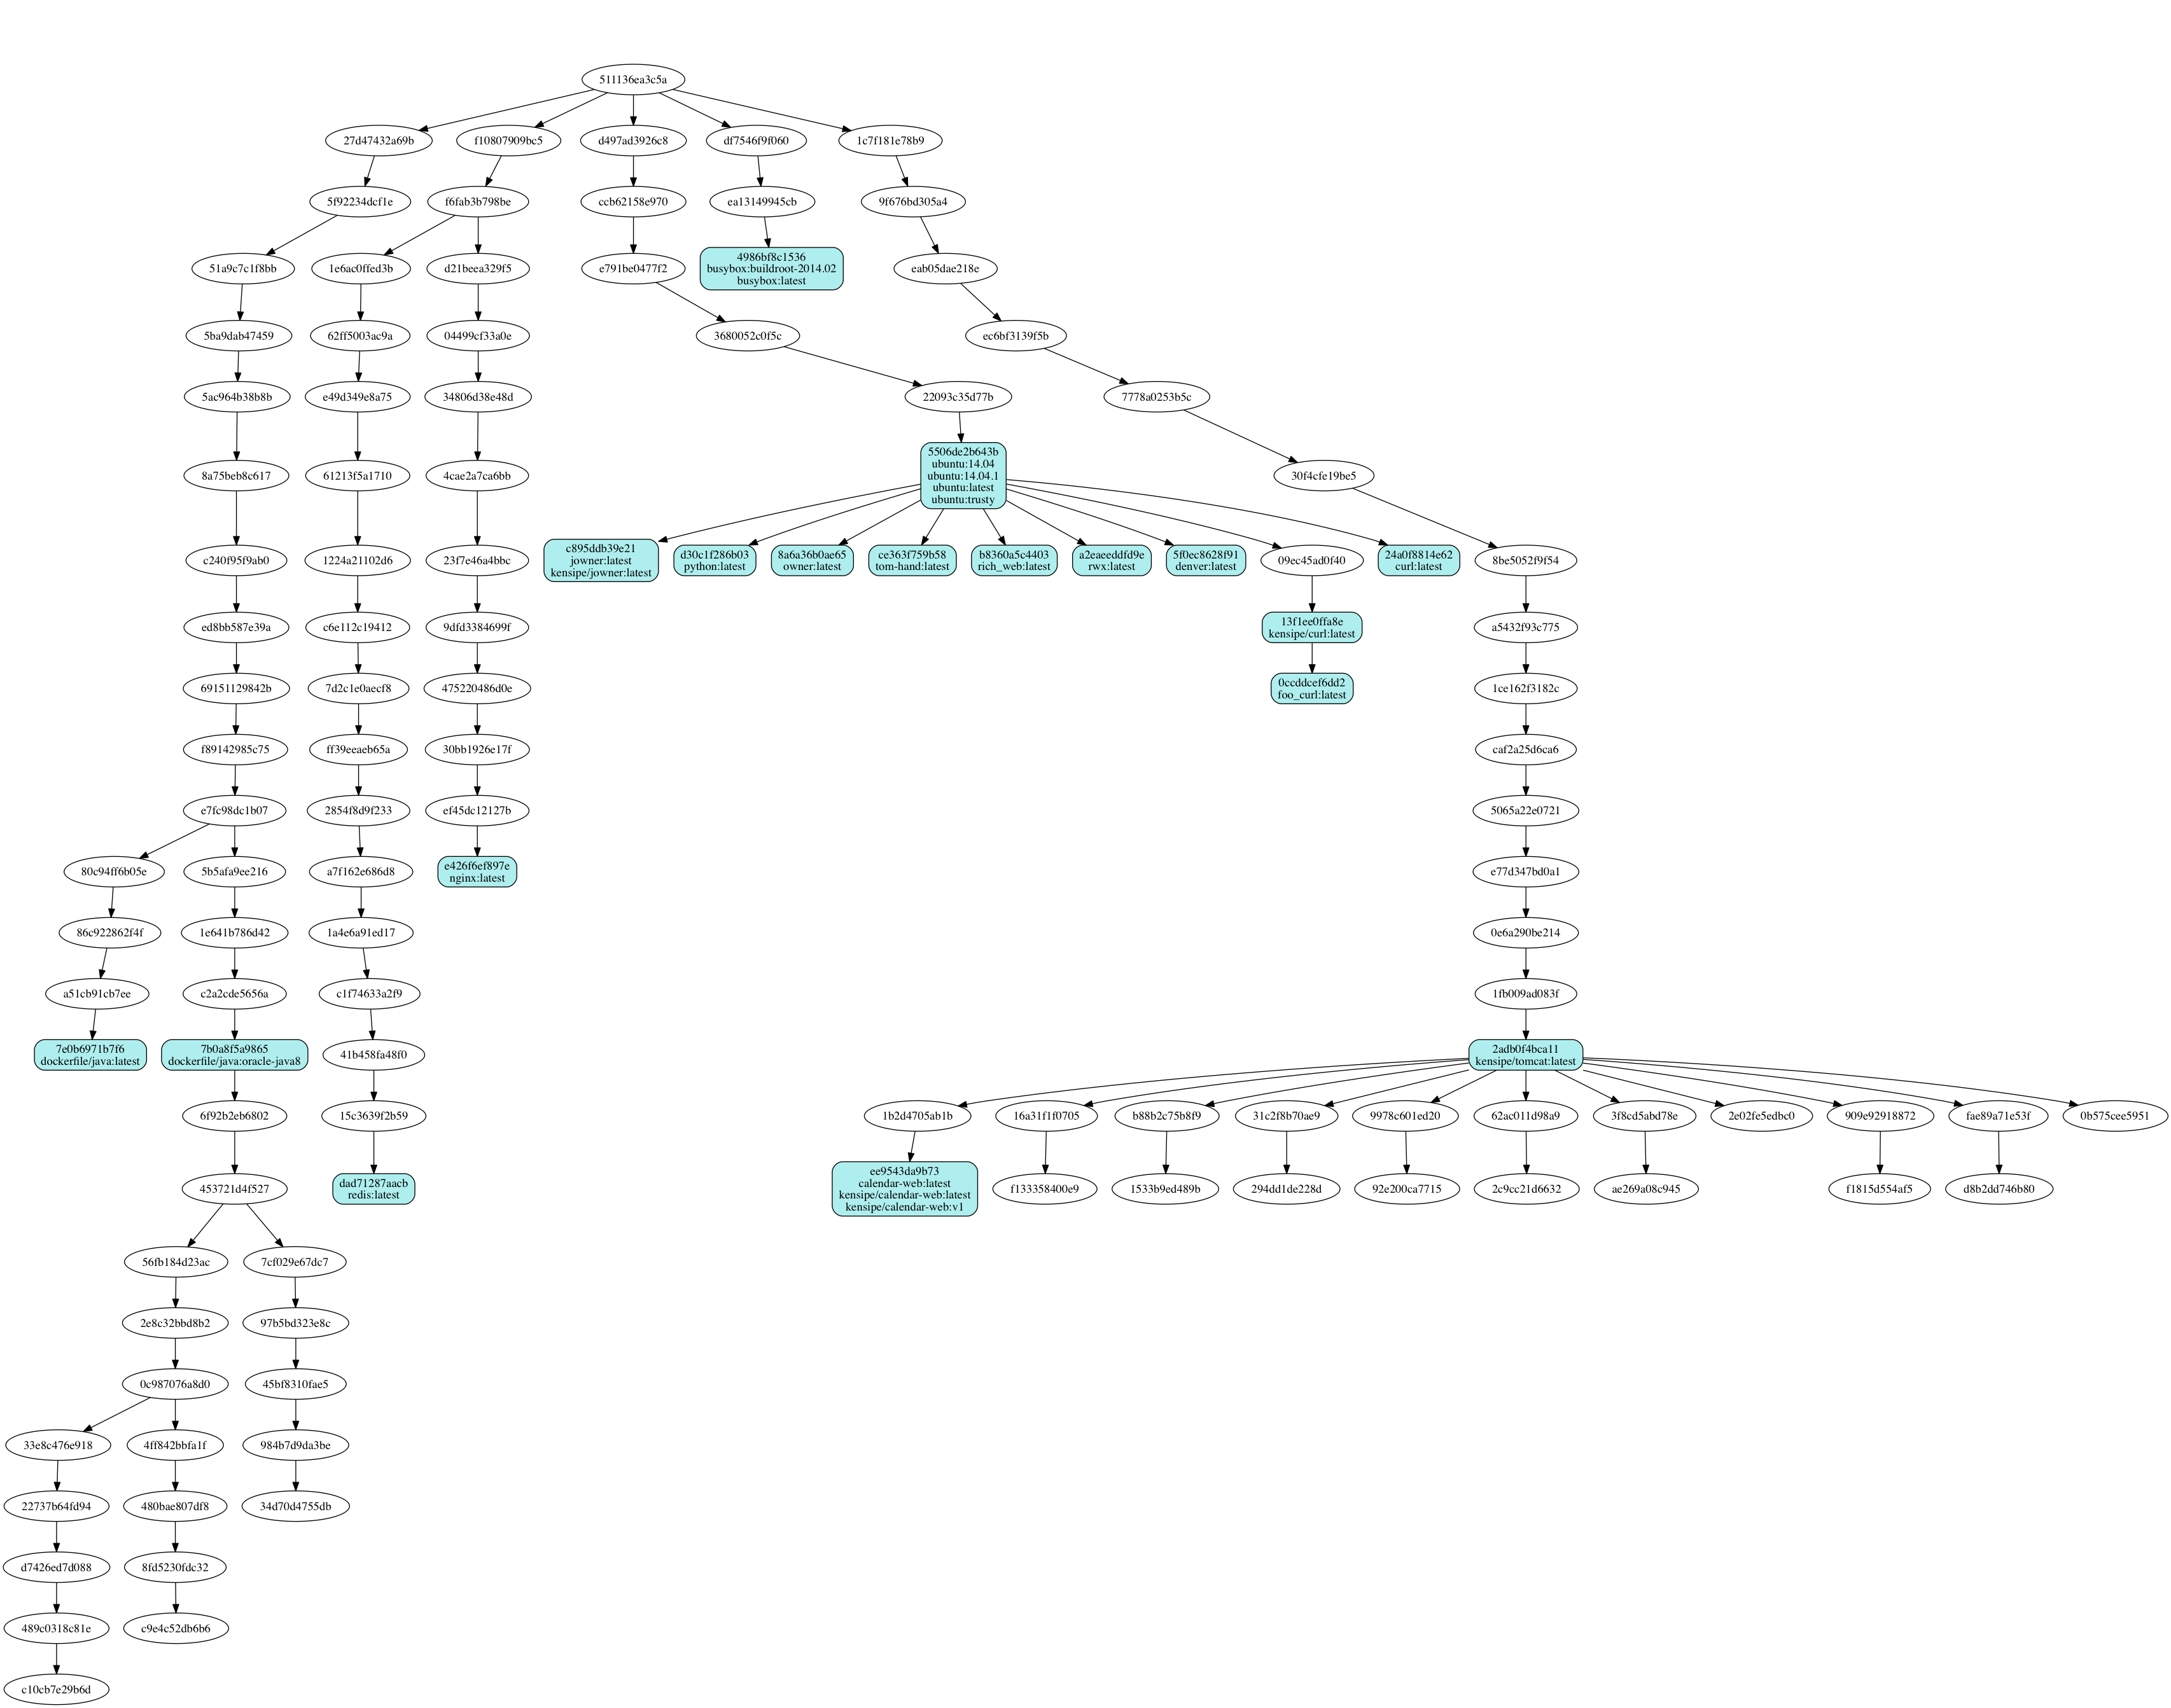 511136ea3c5a
27d47432a69b
f10807909bc5
d497ad3926c8
df7546f9f060
1c7f181e78b9
5f92234dcf1e
f6fab3b798be
ccb62158e970
ea13149945cb
9f676bd305a4
51a9c7c1f8bb
1e6ac0ffed3b
d21beea329f5
e791be0477f2
4986bf8c1536
busybox:buildroot-2014.02
busybox:latest
eab05dae218e
5ba9dab47459
62ff5003ac9a
04499cf33a0e
3680052c0f5c
ec6bf3139f5b
5ac964b38b8b
e49d349e8a75
34806d38e48d
22093c35d77b
7778a0253b5c
8a75beb8c617
61213f5a1710
4cae2a7ca6bb
5506de2b643b
ubuntu:14.04
ubuntu:14.04.1
ubuntu:latest
ubuntu:trusty
30f4cfe19be5
c240f95f9ab0
1224a21102d6
23f7e46a4bbc
c895ddb39e21
jowner:latest
kensipe/jowner:latest
d30c1f286b03
python:latest
8a6a36b0ae65
owner:latest
ce363f759b58
tom-hand:latest
b8360a5c4403
rich_web:latest
a2eaeeddfd9e
rwx:latest
5f0ec8628f91
denver:latest
09ec45ad0f40
24a0f8814e62
curl:latest
8be5052f9f54
ed8bb587e39a
c6e112c19412
9dfd3384699f
13f1ee0ffa8e
kensipe/curl:latest
a5432f93c775
69151129842b
7d2c1e0aecf8
475220486d0e
0ccddcef6dd2
foo_curl:latest
1ce162f3182c
f89142985c75
ff39eeaeb65a
30bb1926e17f
caf2a25d6ca6
e7fc98dc1b07
2854f8d9f233
ef45dc12127b
5065a22e0721
80c94ff6b05e
5b5afa9ee216
a7f162e686d8
e426f6ef897e
nginx:latest
e77d347bd0a1
86c922862f4f
1e641b786d42
1a4e6a91ed17
0e6a290be214
a51cb91cb7ee
c2a2cde5656a
c1f74633a2f9
1fb009ad083f
7e0b6971b7f6
dockerfile/java:latest
7b0a8f5a9865
dockerfile/java:oracle-java8
41b458fa48f0
2adb0f4bca11
kensipe/tomcat:latest
6f92b2eb6802
15c3639f2b59
1b2d4705ab1b
16a31f1f0705
b88b2c75b8f9
31c2f8b70ae9
9978c601ed20
62ac011d98a9
3f8cd5abd78e
2e02fe5edbc0
909e92918872
fae89a71e53f
0b575cee5951
453721d4f527
dad71287aacb
redis:latest
ee9543da9b73
calendar-web:latest
kensipe/calendar-web:latest
kensipe/calendar-web:v1
f133358400e9
1533b9ed489b
294dd1de228d
92e200ca7715
2c9cc21d6632
ae269a08c945
f1815d554af5
d8b2dd746b80
56fb184d23ac
7cf029e67dc7
2e8c32bbd8b2
97b5bd323e8c
0c987076a8d0
45bf8310fae5
33e8c476e918
4ff842bbfa1f
984b7d9da3be
22737b64fd94
480bae807df8
34d70d4755db
d7426ed7d088
8fd5230fdc32
489c0318c81e
c9e4c52db6b6
c10cb7e29b6d